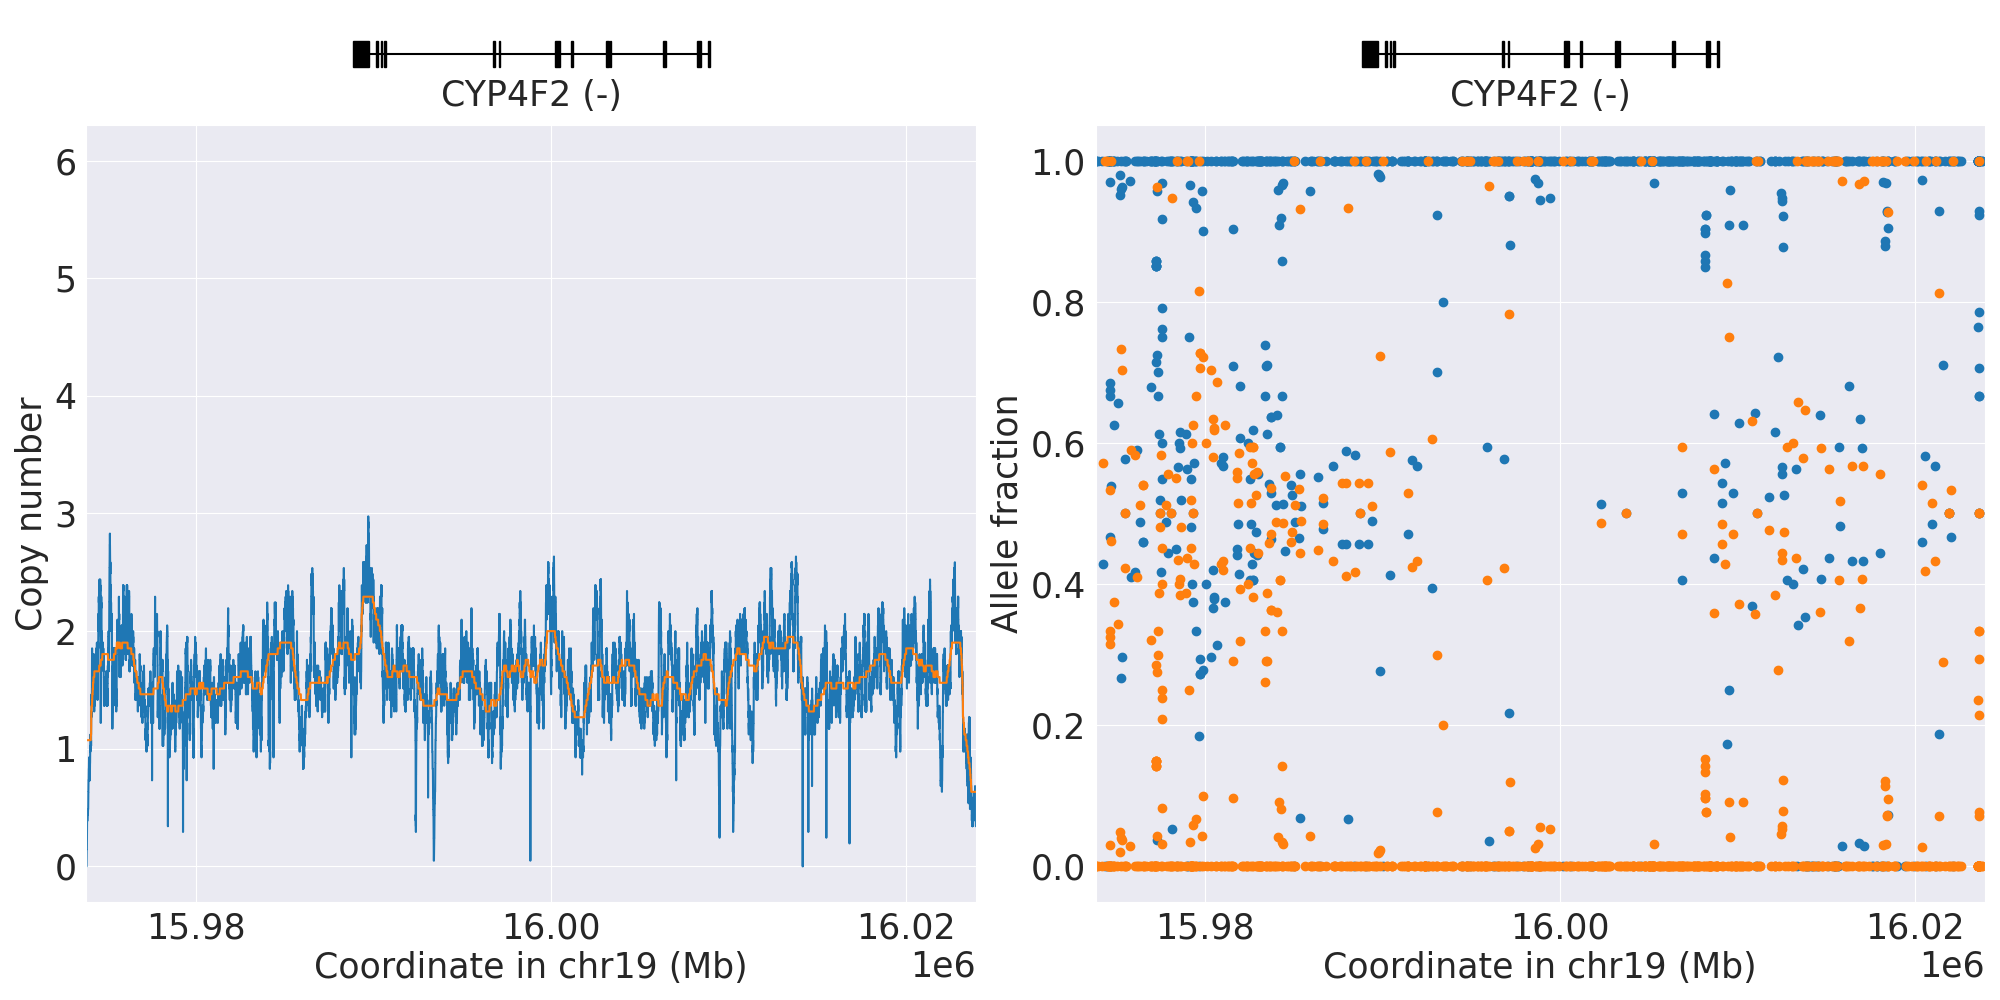 CYP4F2 (-)
Copy number
6
5
4
3
2
1
0
15.98
16.00
16.02
Coordinate in chr19 (Mb)
1e6
CYP4F2 (-)
Allele fraction
1.0
0.8
0.6
0.4
0.2
0.0
15.98
16.00
16.02
Coordinate in chr19 (Mb)
1e6